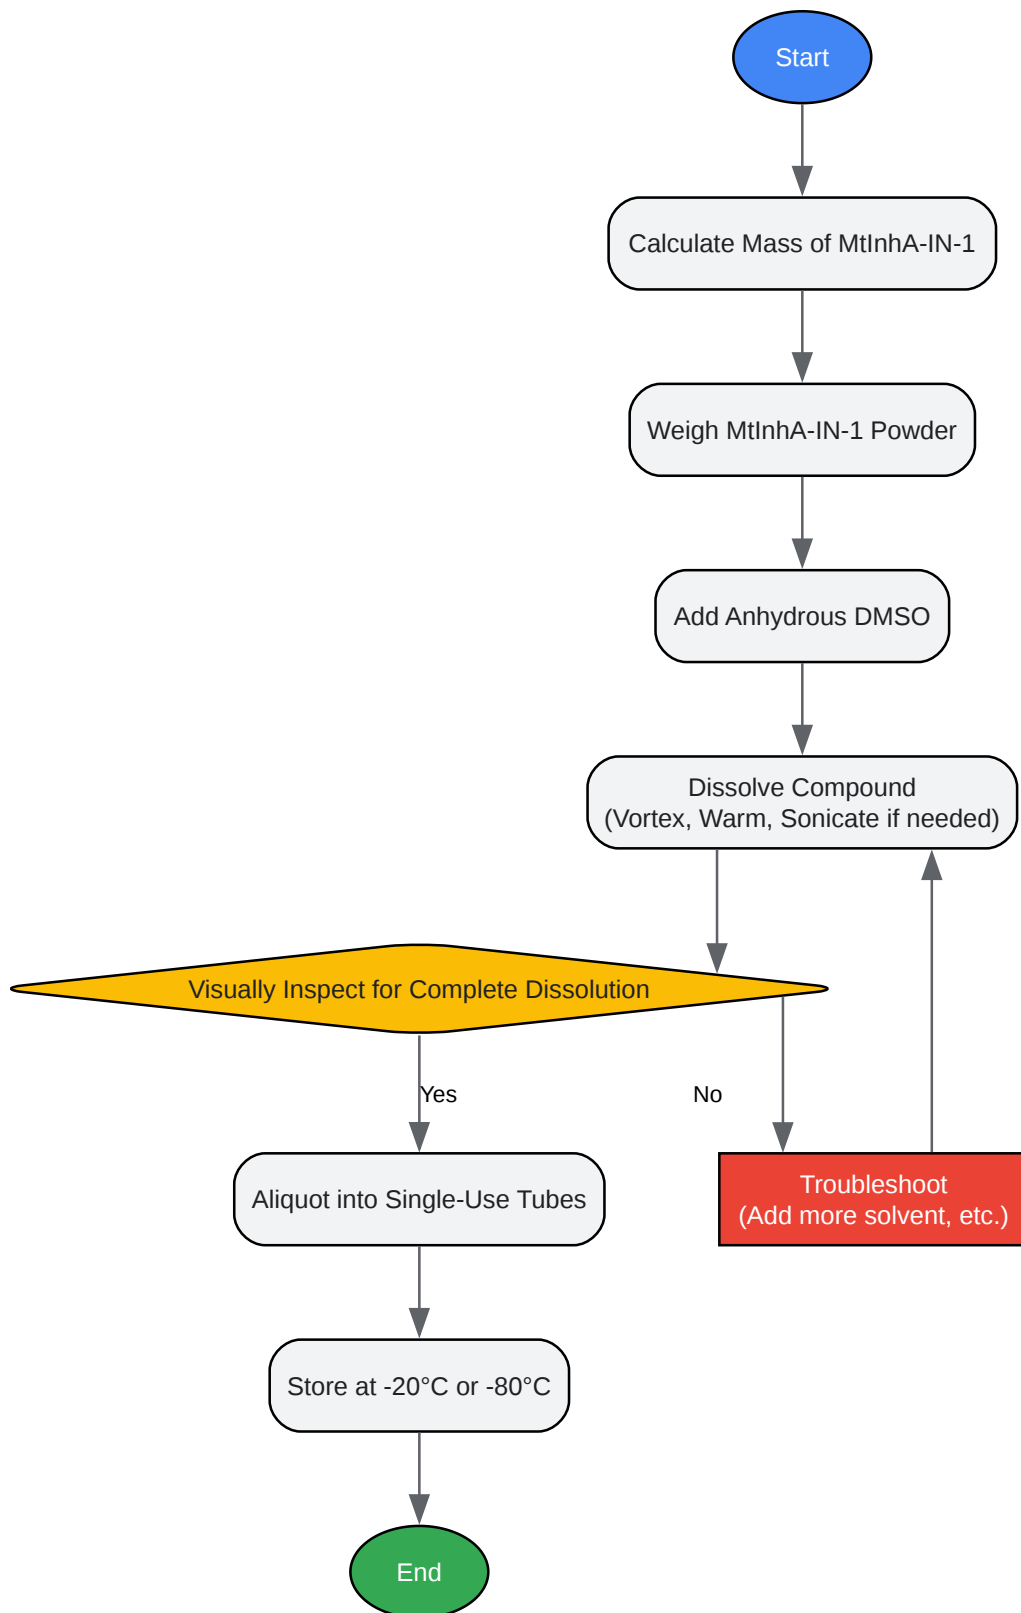 Start
Calculate Mass of MtInhA-IN-1
Weigh MtInhA-IN-1 Powder
Add Anhydrous DMSO
Dissolve Compound
(Vortex, Warm, Sonicate if needed)
Visually Inspect for Complete Dissolution
Yes
No
Aliquot into Single-Use Tubes
Troubleshoot
(Add more solvent, etc.)
Store at -20°C or -80°C
End